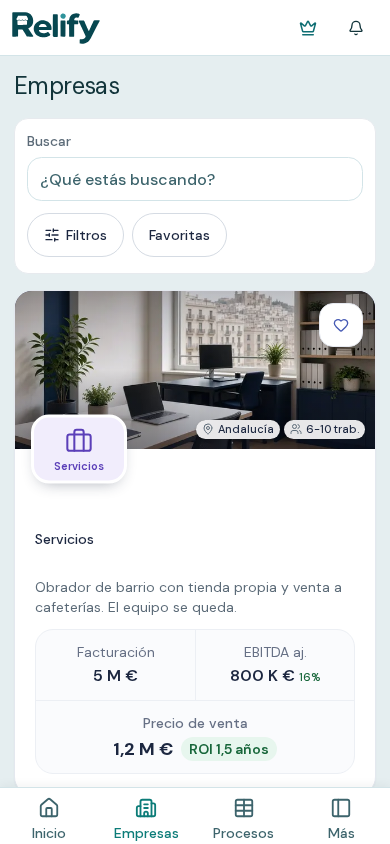 Relify
Empresas
Buscar
¿Qué estás buscando?
Filtros
Favoritas
Andalucía
6-10 trab.
Servicios
Servicios
Obrador de barrio con tienda propia y venta a
cafeterías. El equipo se queda.
Facturación
5 M €
EBITDA aj.
800 K € 16%
Precio de venta
1,2 M € ROI 1,5 años
Inicio
Empresas
Procesos
Más